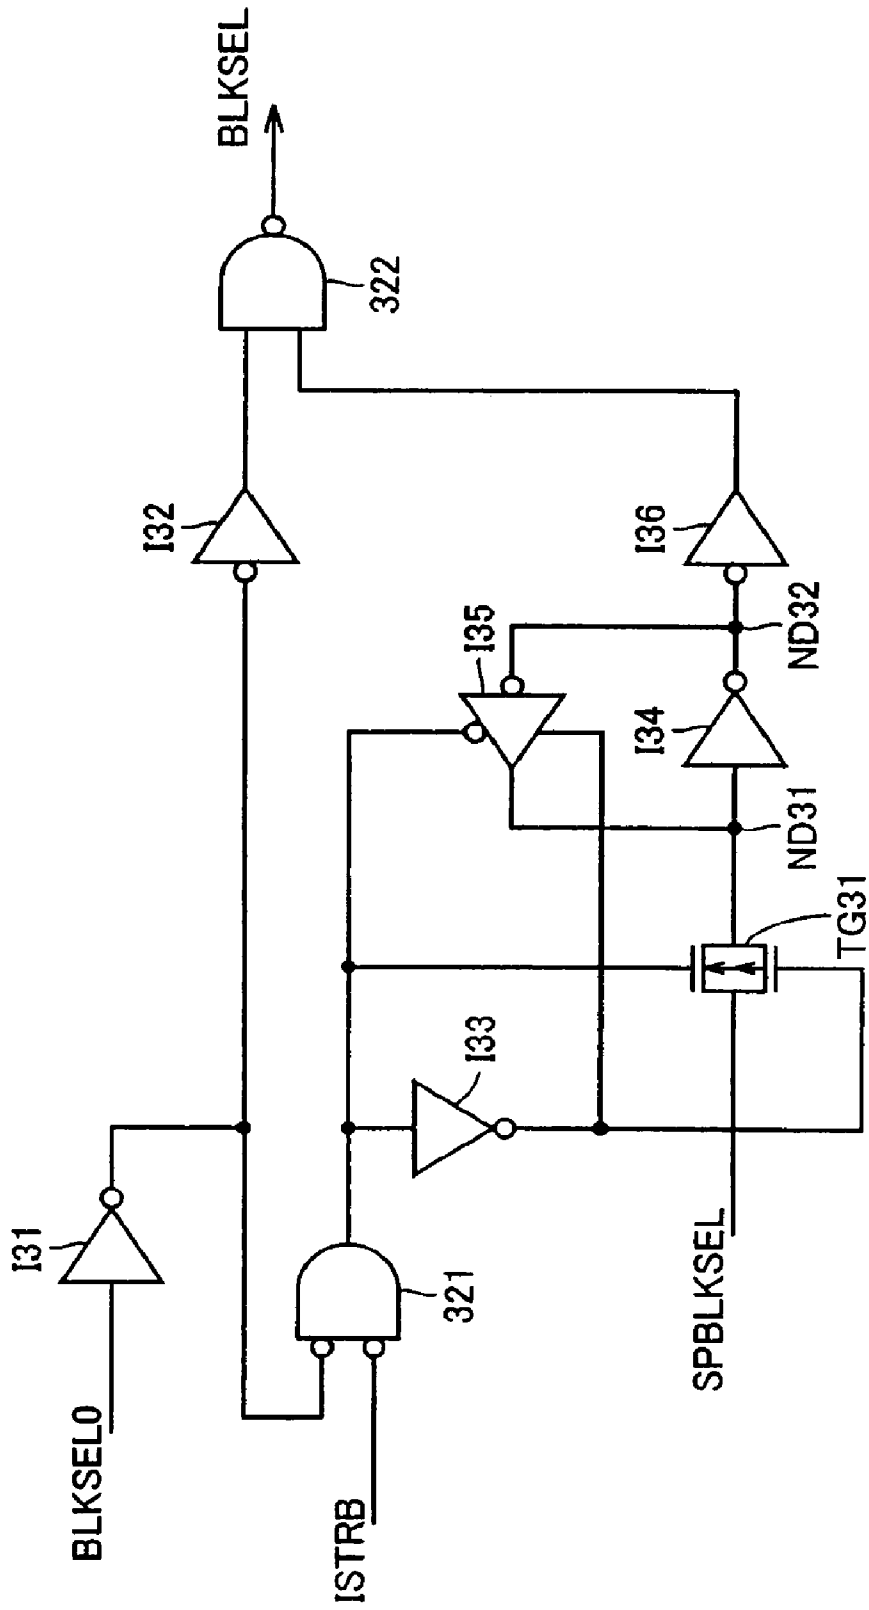 BLKSEL0
I31
ISTRB
321
I33
SPBLKSEL
TG31
ND31
I34
I35
ND32
I36
I32
322
BLKSEL